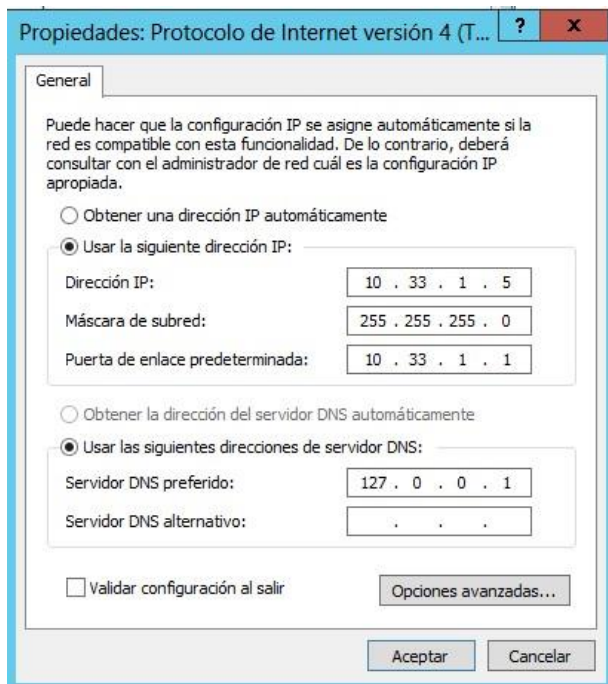 Propiedades: Protocolo de Internet versión 4 (T... ? x
General
Puede hacer que la configuración IP se asigne automáticamente si la
red es compatible con esta funcionalidad. De lo contrario, deberá
consultar con el administrador de red cuál es la configuración IP
apropiada.
Obtener una dirección IP automáticamente
Usar la siguiente dirección IP:
Dirección IP: 10 . 33 . 1 . 5
Máscara de subred: 255 . 255 . 255 . 0
Puerta de enlace predeterminada: 10 . 33 . 1 . 1
Obtener la dirección del servidor DNS automáticamente
Usar las siguientes direcciones de servidor DNS:
Servidor DNS preferido: 127 . 0 . 0 . 1
Servidor DNS alternativo: . . .
Validar configuración al salir Opciones avanzadas...
Aceptar Cancelar